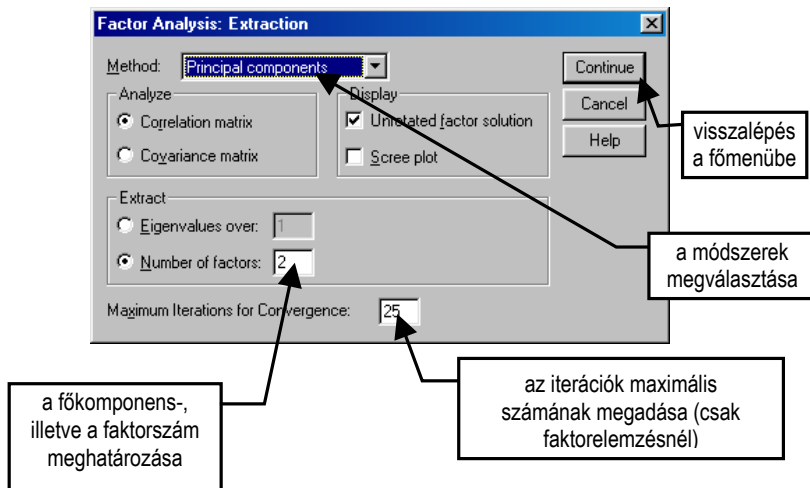 Factor Analysis: Extraction
Method: Principal components
Continue
Cancel
Help
Analyze
Correlation matrix
Covariance matrix
Display
Unrotated factor solution
Scree plot
Extract
Eigenvalues over: 1
Number of factors: 2
Maximum Iterations for Convergence: 25
visszalépés
a főmenübe
a módszerek
megválasztása
a főkomponens-,
illetve a faktorszám
meghatározása
az iterációk maximális
számának megadása (csak
faktorelemzésnél)